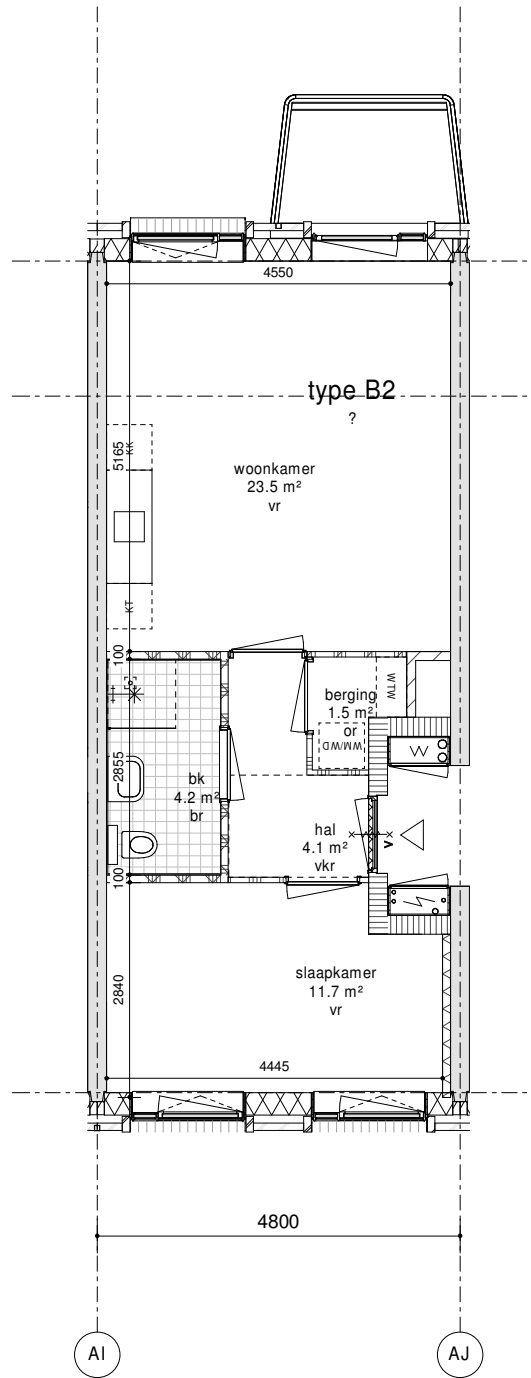 4550
type B2
?
5165
KK
woonkamer
23.5 m²
vr
KT
100
WTW
berging
1.5 m²
or
WM/WD
2855
bk
4.2 m²
br
hal
4.1 m²
vkr
v
100
slaapkamer
11.7 m²
vr
2840
4445
4800
AI
AJ